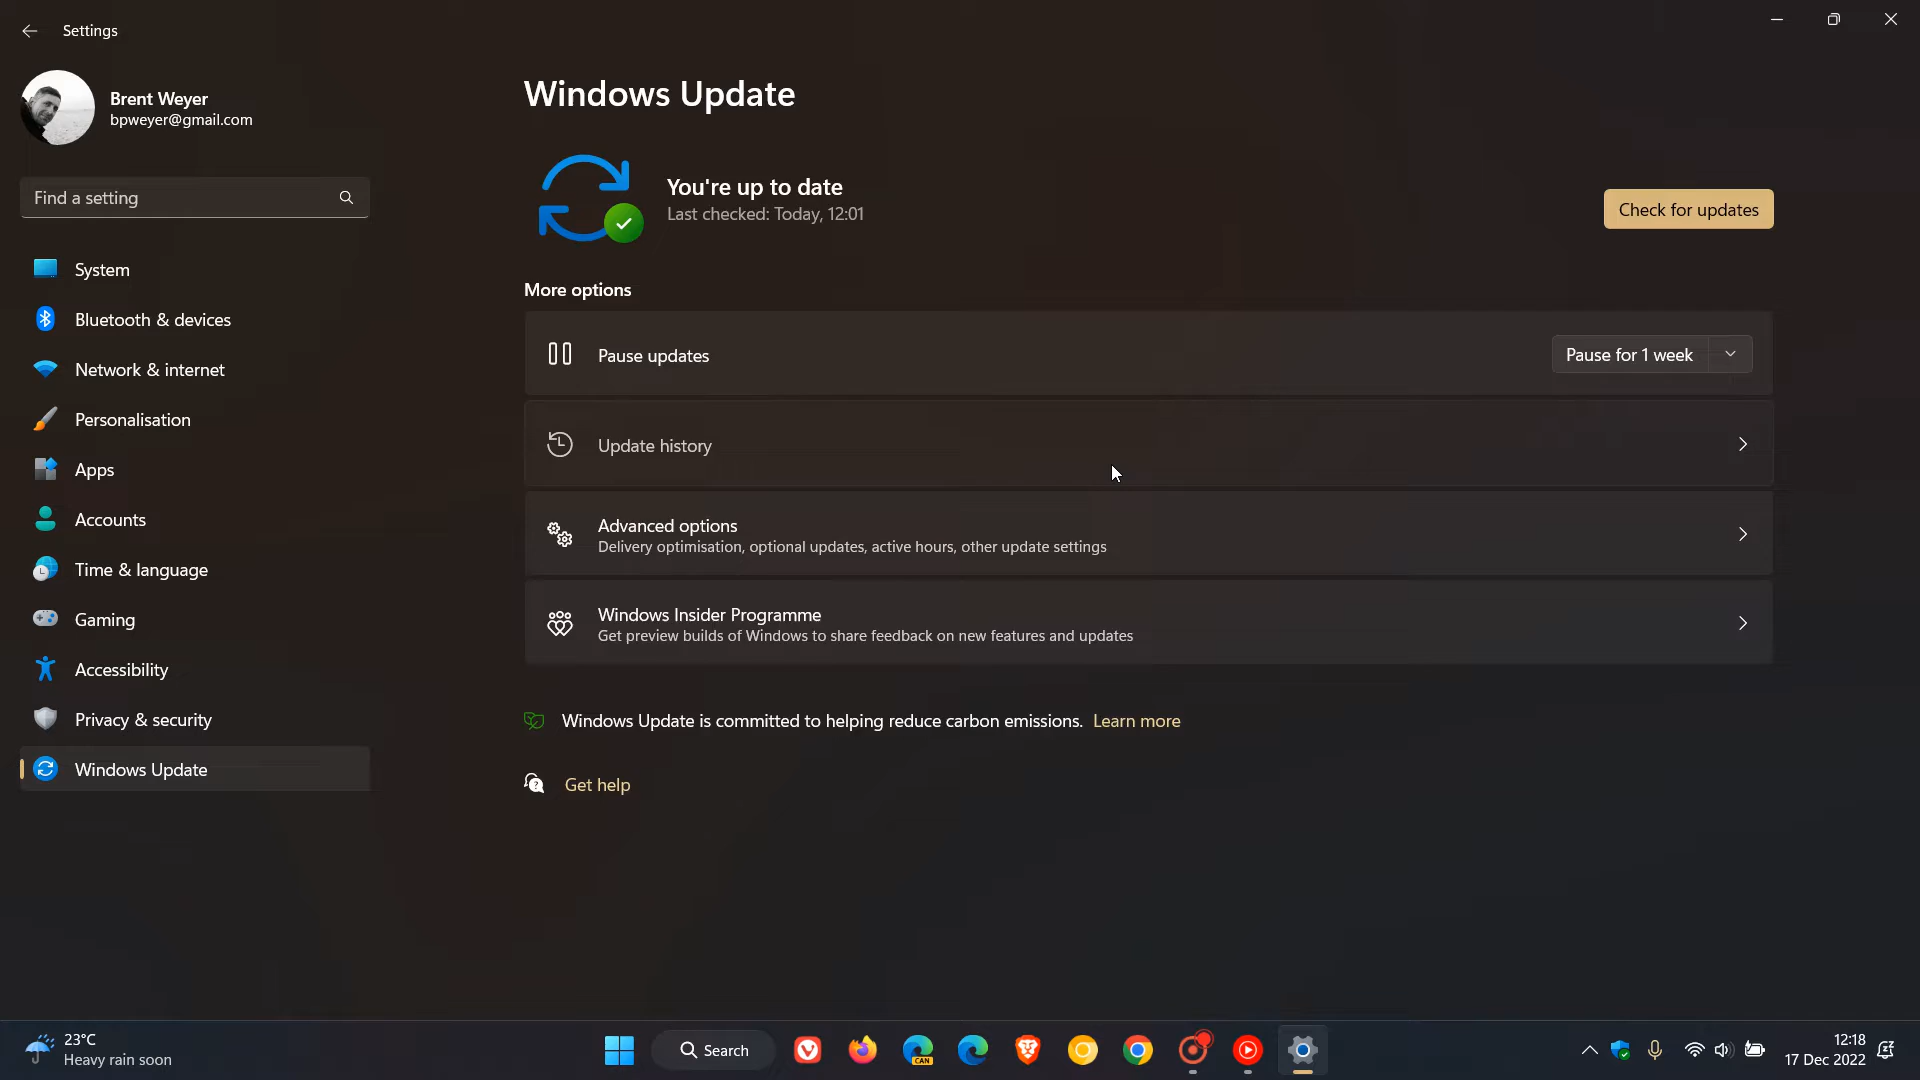 Settings
Brent Weyer
bpweyer@gmail.com
Find a setting
System
Bluetooth & devices
Network & internet
Personalisation
Apps
Accounts
Time & language
Gaming
Accessibility
Privacy & security
Windows Update
Windows Update
You're up to date
Last checked: Today, 12:01
Check for updates
More options
Pause updates
Pause for 1 week
Update history
Advanced options
Delivery optimisation, optional updates, active hours, other update settings
Windows Insider Programme
Get preview builds of Windows to share feedback on new features and updates
Windows Update is committed to helping reduce carbon emissions. Learn more
Get help
23°C
Heavy rain soon
Search
CAN
12:18
17 Dec 2022